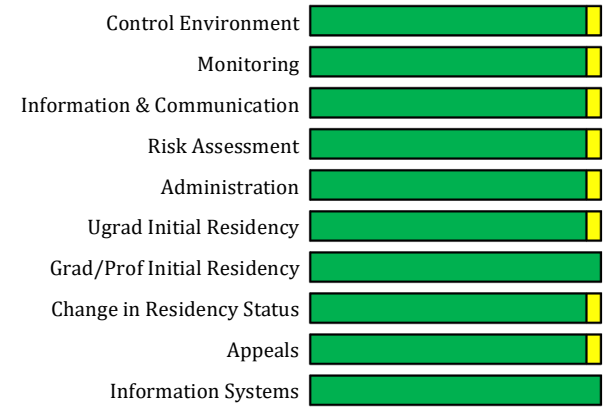 Control Environment
Monitoring
Information & Communication
Risk Assessment
Administration
Ugrad Initial Residency
Grad/Prof Initial Residency
Change in Residency Status
Appeals
Information Systems